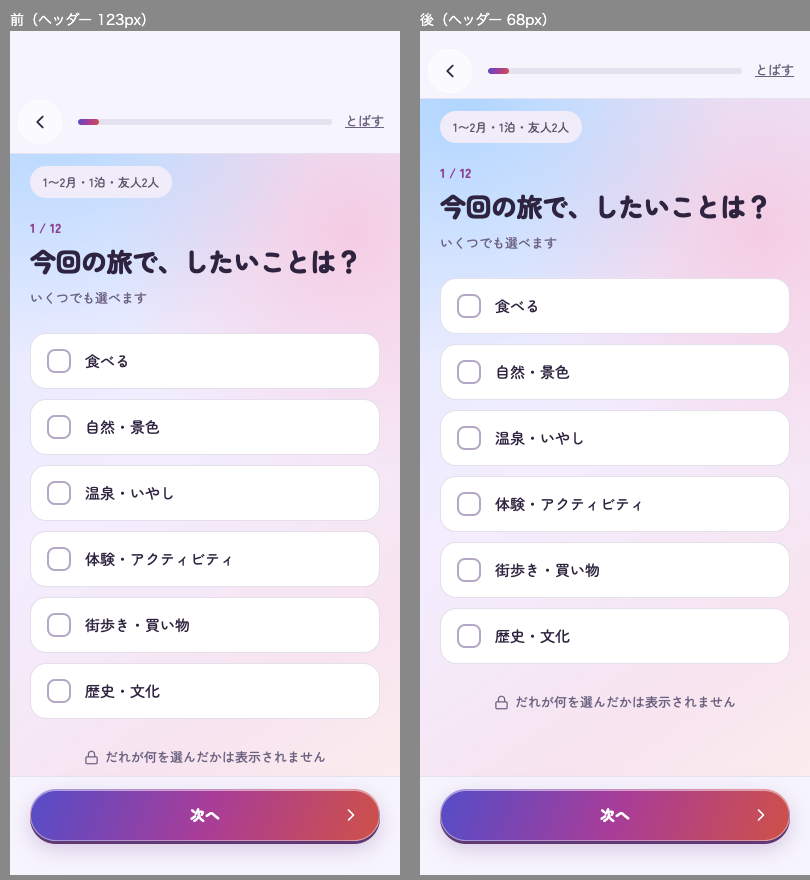 前（ヘッダー 123px）
とばす
1〜2月・1泊・友人2人
1 / 12
今回の旅で、したいことは？
いくつでも選べます
食べる
自然・景色
温泉・いやし
体験・アクティビティ
街歩き・買い物
歴史・文化
だれが何を選んだかは表示されません
次へ
後（ヘッダー 68px）
とばす
1〜2月・1泊・友人2人
1 / 12
今回の旅で、したいことは？
いくつでも選べます
食べる
自然・景色
温泉・いやし
体験・アクティビティ
街歩き・買い物
歴史・文化
だれが何を選んだかは表示されません
次へ